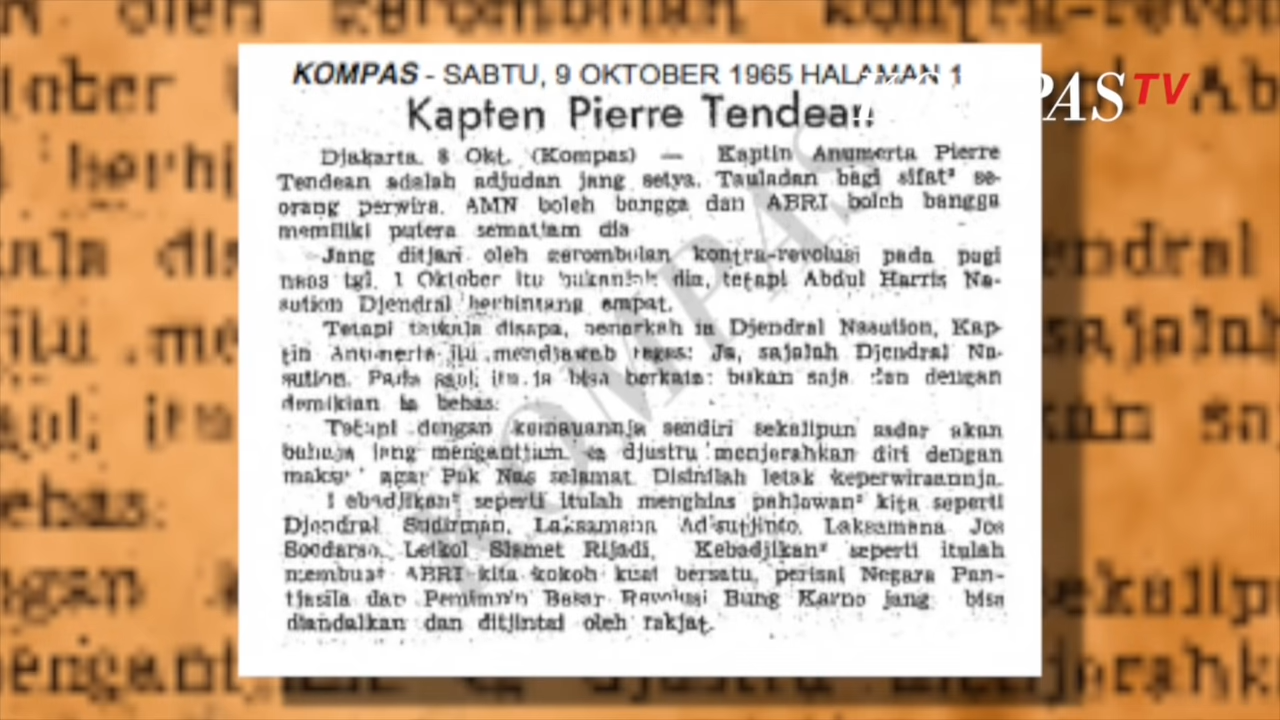 KOMPAS - SABTU, 9 OKTOBER 1965 HALAMAN 1
KOMPAS TV
Kapten Pierre Tendean
Djakarta, 8 Okt. (Kompas) — Kaptin Anumerta Pierre
Tendean adalah adjudan jang setya. Tauladan bagi sifat² se-
orang perwira. AMN boleh bangga dan ABRI boleh bangga
memiliki putera sematjam dia
Jang ditjari oleh gerombolan kontra-revolusi pada pagi
naas tgl. 1 Oktober itu bukanlah dia, tetapi Abdul Harris Na-
sution Djendral berbintang empat.
Tetapi tatkala disapa, benarkah ia Djendral Nasution, Kap-
tin Anumerta itu mendjawab tegas: Ja, sajalah Djendral Na-
sution. Pada itu ia bisa berkata: bukan saja dan dengan
demikian ia bebas.
Tetapi dengan kemauannja sendiri sekalipun sadar akan
bahaja jang mengantjam ia djustru menjerahkan diri dengan
maksud agar Pak Nas selamat. Disinilah letak keperwiraannja.
Kebadjikan² seperti itulah menghias pahlawan² kita seperti
Djendral Sudirman, Laksamana Adisutjipto, Laksamana Jos
Soodarso, Letkol Slamet Rijadi. Kebadjikan² seperti itulah
membuat ABRI kita kokoh kuat bersatu, perisai Negara Pan-
tjasila dan Pemimpin Besar Revolusi Bung Karno jang bisa
diandalkan dan ditjintai oleh rakjat.